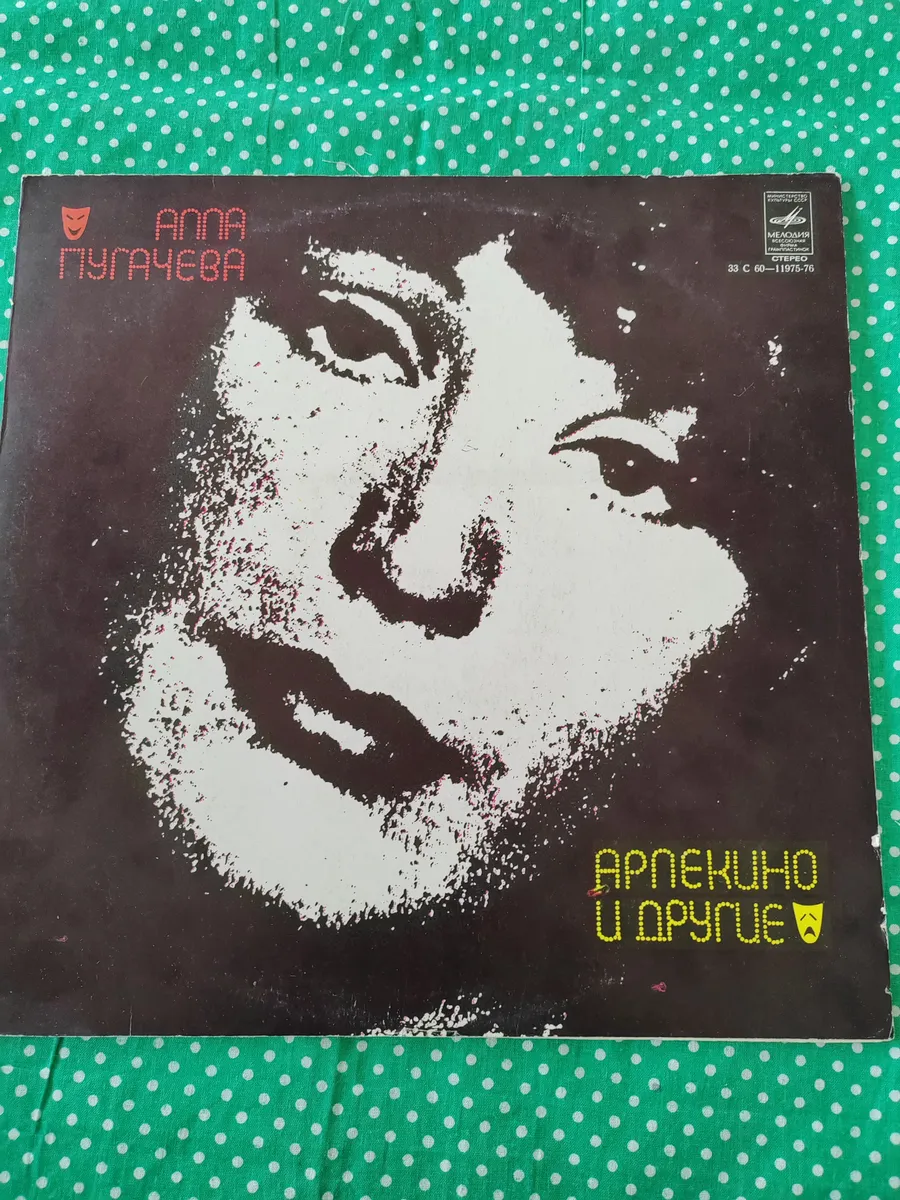 АЛЛА
ПУГАЧЕВА
МИНИСТЕРСТВО
КУЛЬТУРЫ СССР
МЕЛОДИЯ
ВСЕСОЮЗНАЯ
ФИРМА
ГРАМПЛАСТИНОК
СТЕРЕО
33 С 60—11975-76
АРЛЕКИНО
И ДРУГИЕ